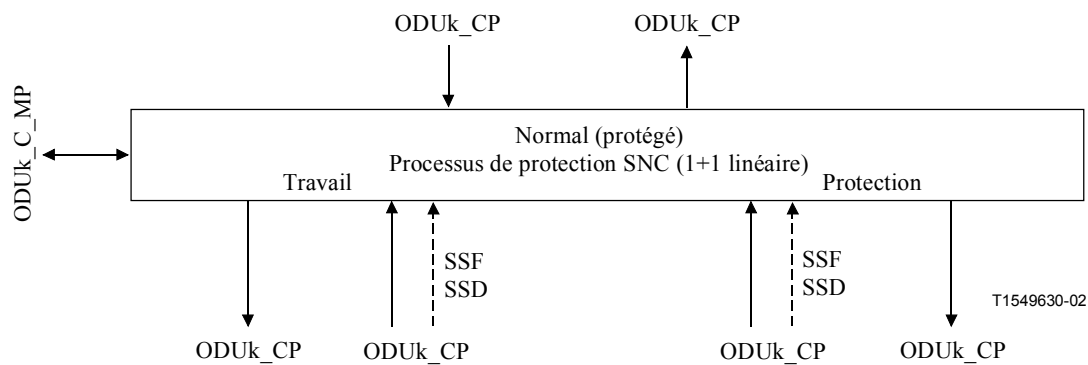 ODUk_CP ODUk_CP
ODUk_C_MP
Normal (protégé)
Processus de protection SNC (1+1 linéaire)
Travail Protection
SSF SSF
SSD SSD
T1549630-02
ODUk_CP ODUk_CP ODUk_CP ODUk_CP